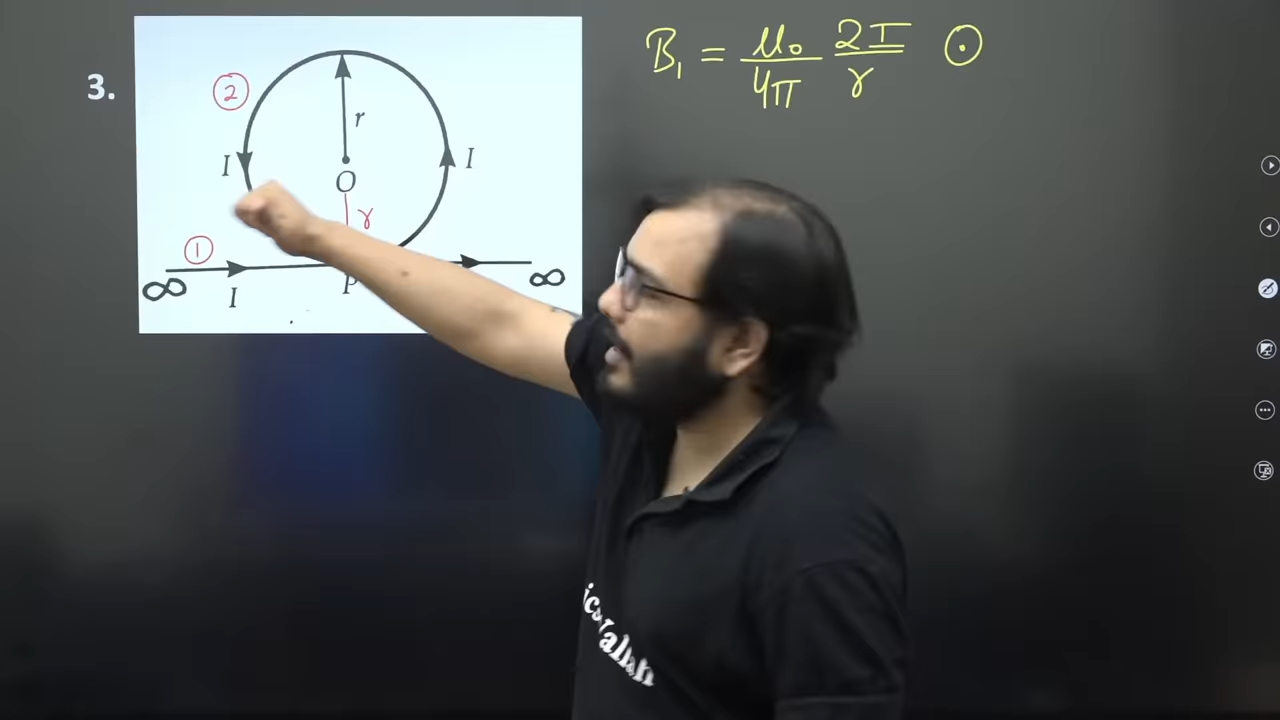 3.
B₁ = μ₀/4π 2I/r ⊙
②
r
I
I
O
r
①
∞
I
P
∞